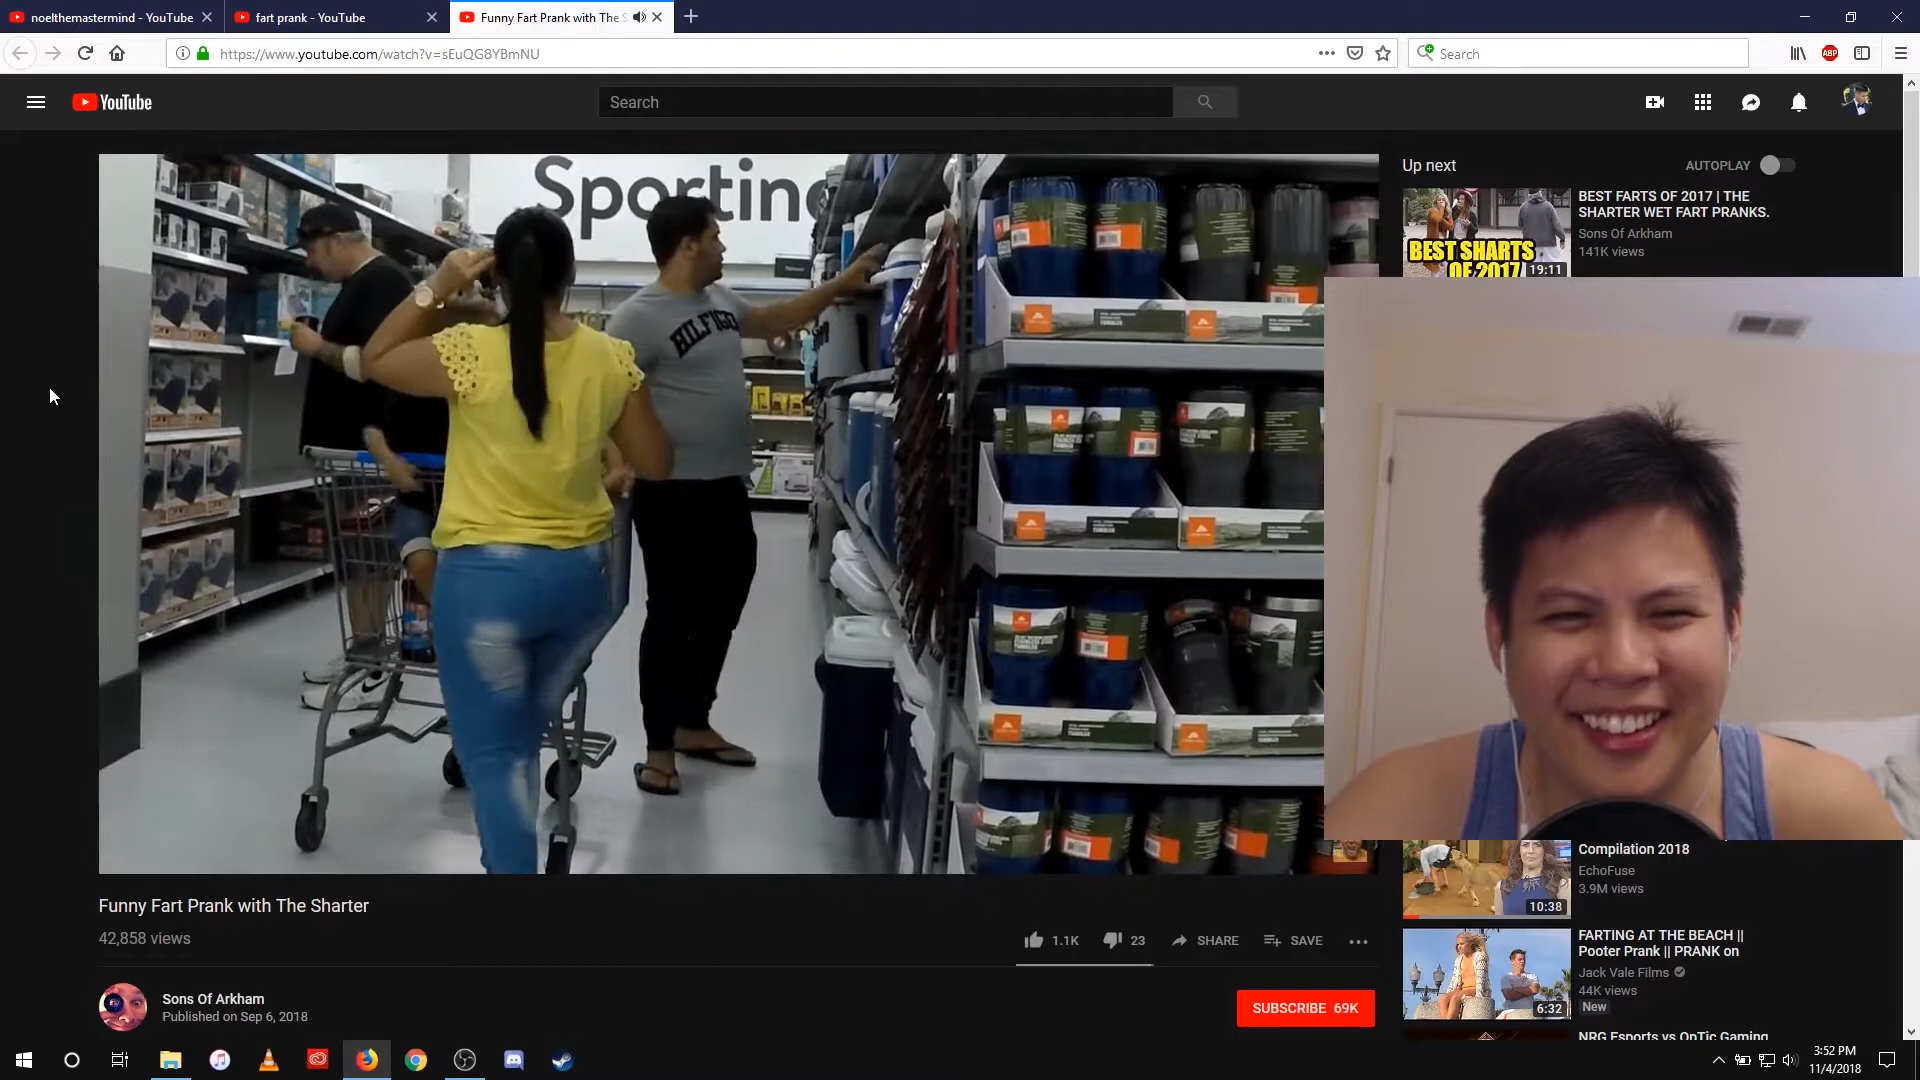 noelthemastermind - YouTube
fart prank - YouTube
Funny Fart Prank with The S
https://www.youtube.com/watch?v=sEuQG8YBmNU
Search
ABP
YouTube
Search
Sporting
HILFIGER
Up next
AUTOPLAY
BEST SHARTS
OF 2017
19:11
BEST FARTS OF 2017 | THE
SHARTER WET FART PRANKS.
Sons Of Arkham
141K views
Compilation 2018
EchoFuse
3.9M views
10:38
FARTING AT THE BEACH ||
Pooter Prank || PRANK on
Jack Vale Films
44K views
New
6:32
NRG Esports vs OpTic Gaming
Funny Fart Prank with The Sharter
42,858 views
1.1K
23
SHARE
SAVE
Sons Of Arkham
Published on Sep 6, 2018
SUBSCRIBE 69K
3:52 PM
11/4/2018